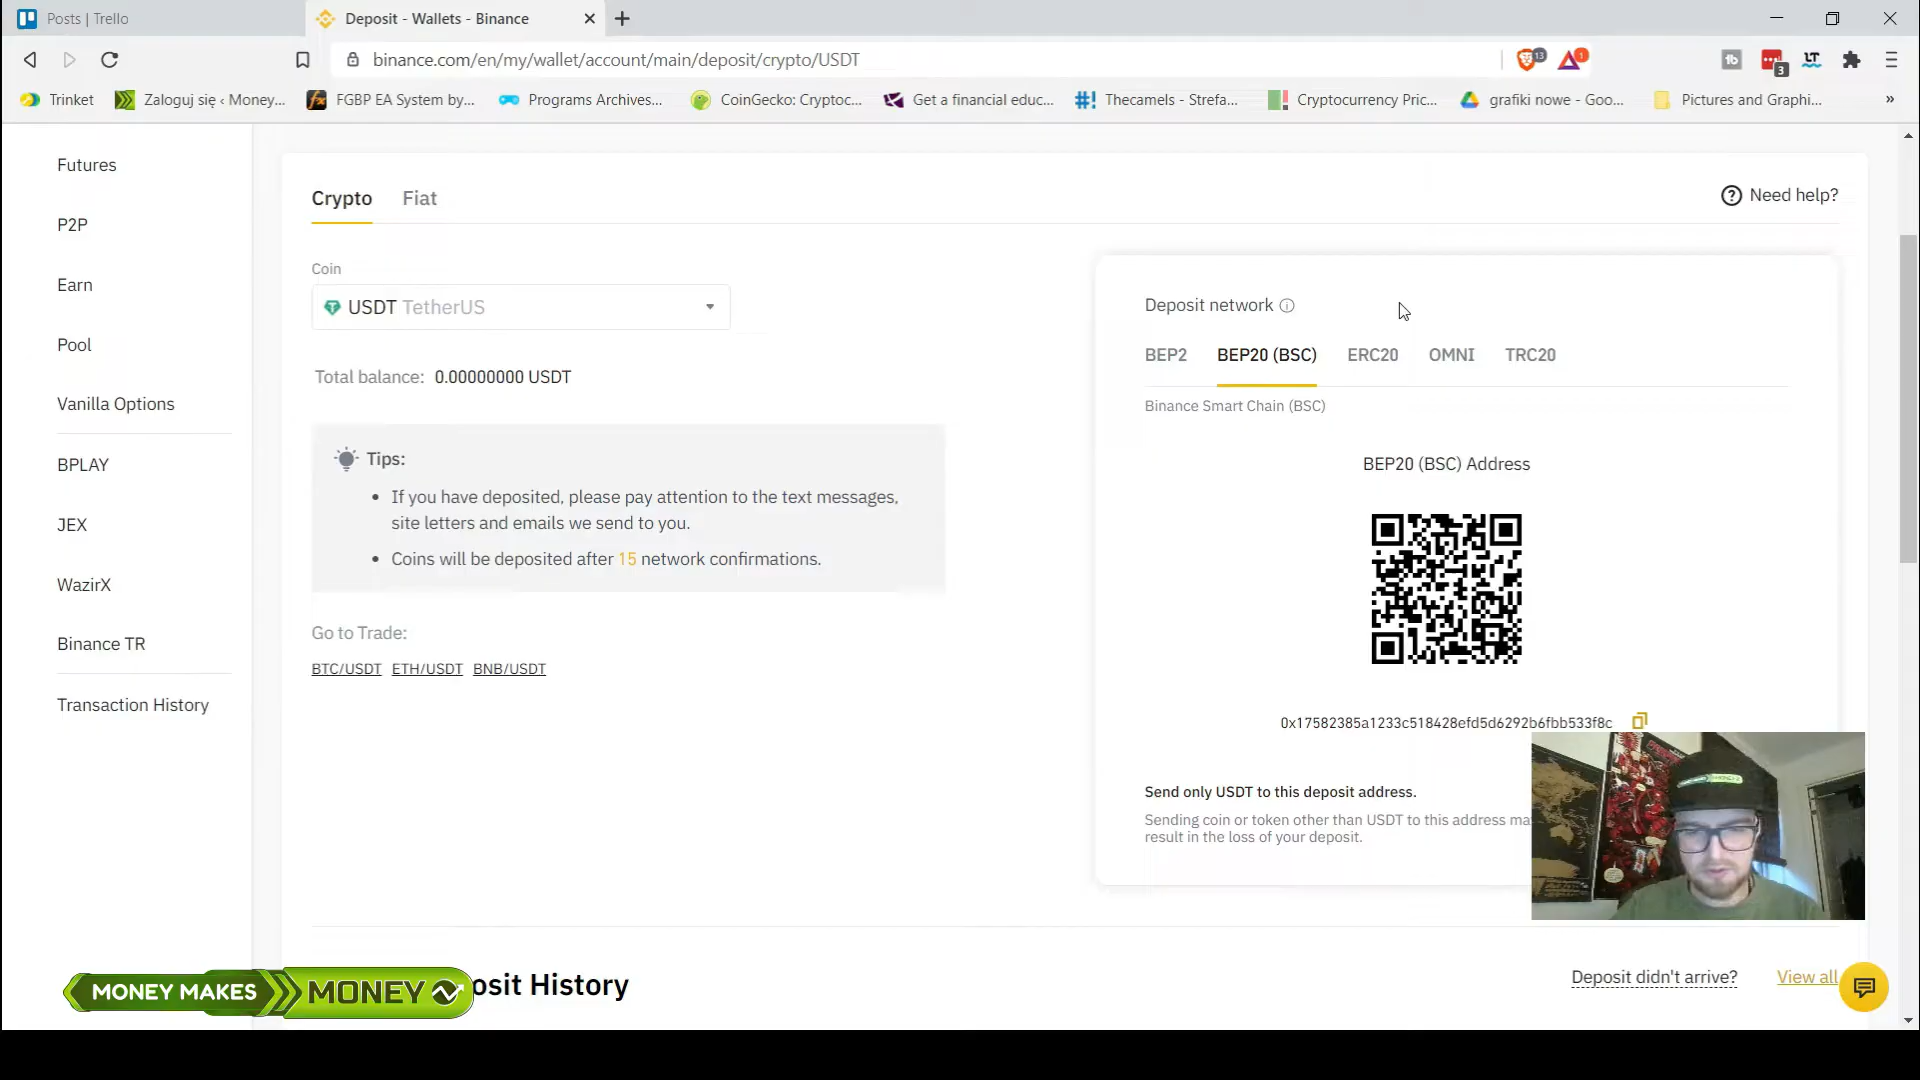 Posts | Trello
Deposit - Wallets - Binance
binance.com/en/my/wallet/account/main/deposit/crypto/USDT
13
1
tb
3
LT
Trinket
Zaloguj się ‹ Money...
FGBP EA System by...
Programs Archives...
CoinGecko: Cryptoc...
Get a financial educ...
Thecamels - Strefa...
Cryptocurrency Pric...
grafiki nowe - Goo...
Pictures and Graphi...
Futures
P2P
Earn
Pool
Vanilla Options
BPLAY
JEX
WazirX
Binance TR
Transaction History
Crypto
Fiat
Need help?
Coin
USDT TetherUS
Total balance: 0.00000000 USDT
Tips:
If you have deposited, please pay attention to the text messages,
site letters and emails we send to you.
Coins will be deposited after 15 network confirmations.
Go to Trade:
BTC/USDT ETH/USDT BNB/USDT
Deposit network
BEP2 BEP20 (BSC) ERC20 OMNI TRC20
Binance Smart Chain (BSC)
BEP20 (BSC) Address
0x17582385a1233c518428efd5d6292b6fbb533f8c
Send only USDT to this deposit address.
Sending coin or token other than USDT to this address ma
result in the loss of your deposit.
MONEY MAKES MONEY
osit History
Deposit didn't arrive?
View all